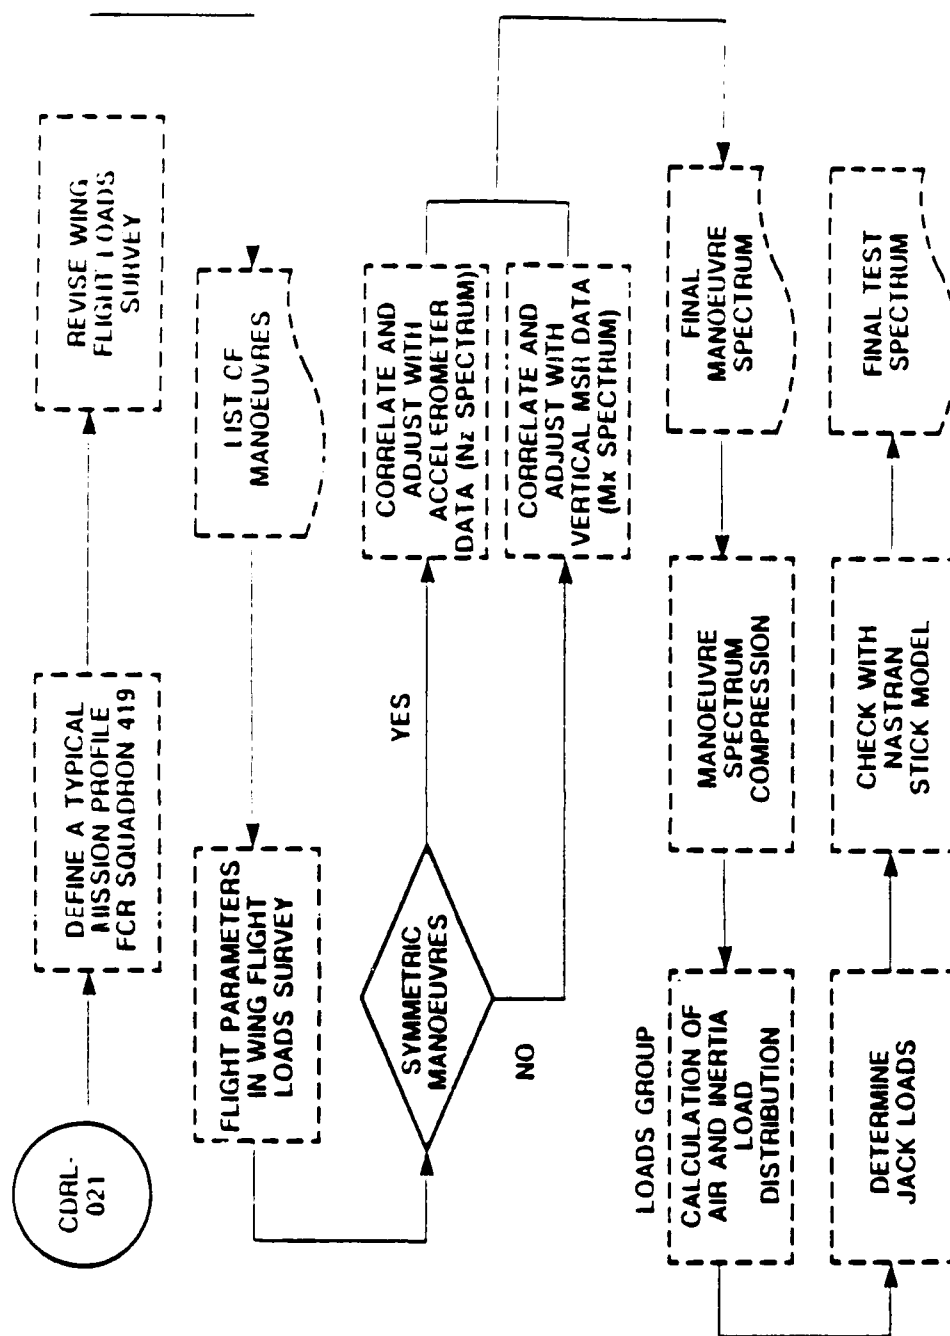 CDRL-
021
DEFINE A TYPICAL
MISSION PROFILE
FCR SQUADRON 419
REVISE WING
FLIGHT LOADS
SURVEY
LIST CF
MANOEUVRES
FLIGHT PARAMETERS
IN WING FLIGHT
LOADS SURVEY
SYMMETRIC
MANOEUVRES
YES
NO
CORRELATE AND
ADJUST WITH
ACCELEROMETER
DATA (Nz SPECTRUM)
CORRELATE AND
ADJUST WITH
VERTICAL MSR DATA
(Mx SPECTRUM)
FINAL
MANOEUVRE
SPECTRUM
MANOEUVRE
SPECTRUM
COMPRESSION
LOADS GROUP
CALCULATION OF
AIR AND INERTIA
LOAD
DISTRIBUTION
DETERMINE
JACK LOADS
CHECK WITH
NASTRAN
STICK MODEL
FINAL TEST
SPECTRUM